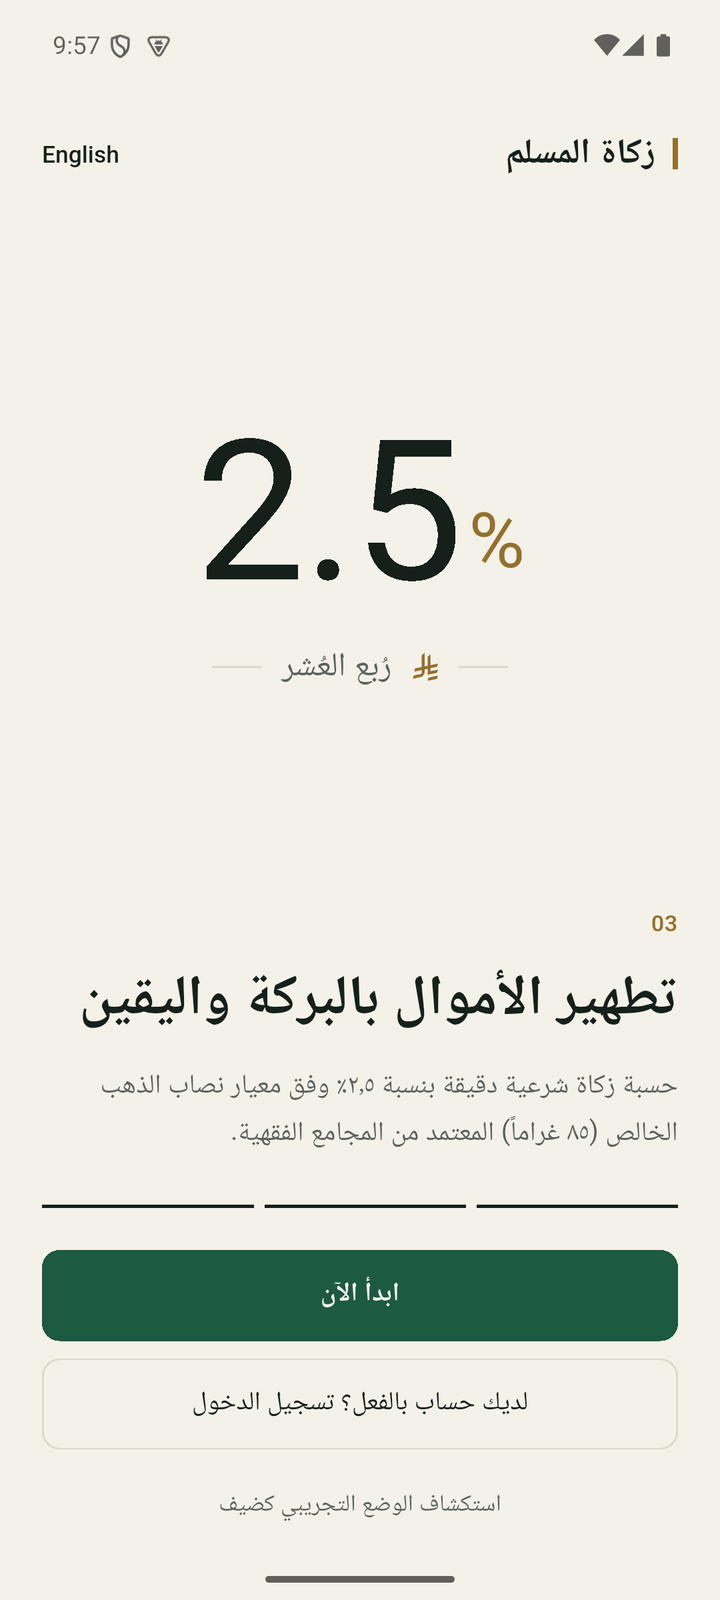 9:57
زكاة المسلم
English
2.5%
رُبع العُشر
03
تطهير الأموال بالبركة واليقين
حسبة زكاة شرعية دقيقة بنسبة ٢,٥٪ وفق معيار نصاب الذهب
الخالص (٨٥ غراماً) المعتمد من المجامع الفقهية.
ابدأ الآن
لديك حساب بالفعل؟ تسجيل الدخول
استكشاف الوضع التجريبي كضيف